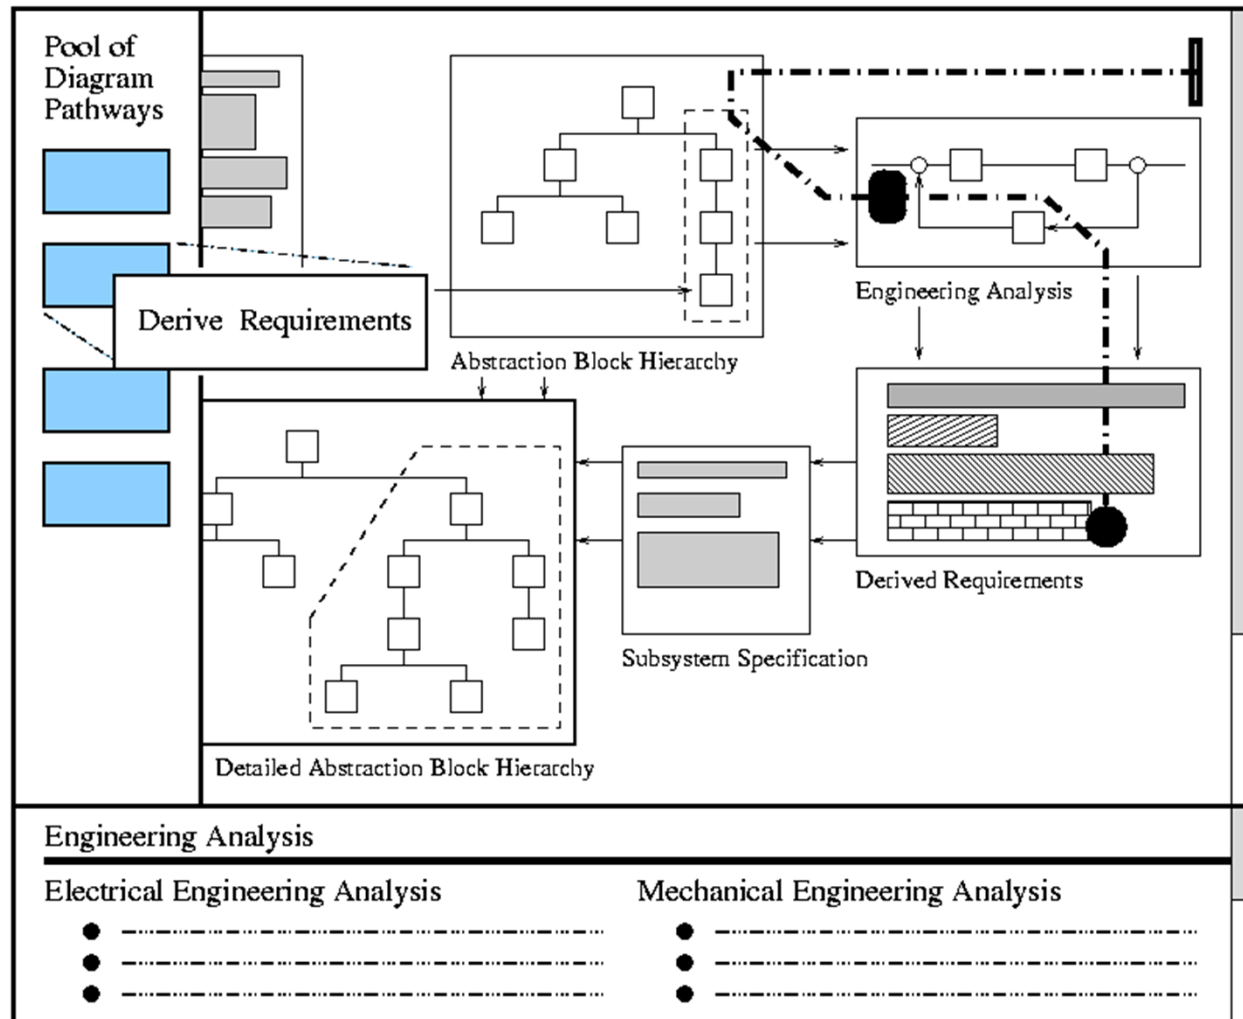 Pool of
Diagram
Pathways
Derive Requirements
Abstraction Block Hierarchy
Engineering Analysis
Derived Requirements
Subsystem Specification
Detailed Abstraction Block Hierarchy
Engineering Analysis
Electrical Engineering Analysis
Mechanical Engineering Analysis